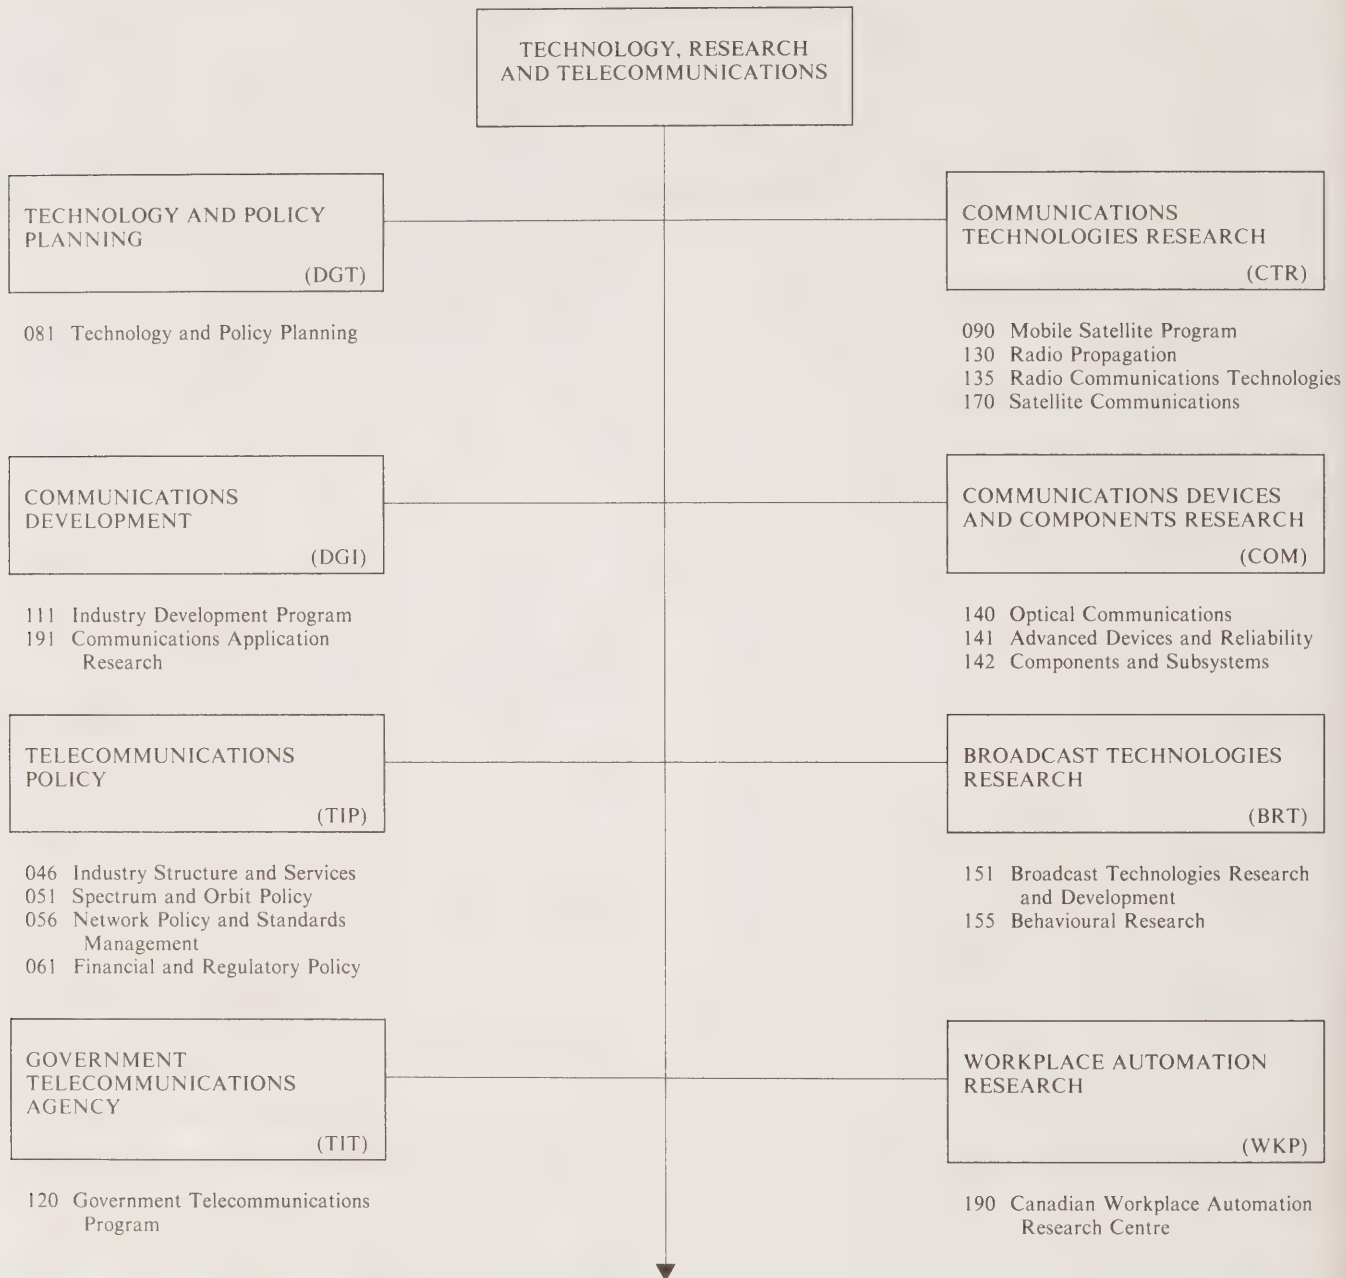 TECHNOLOGY, RESEARCH
AND TELECOMMUNICATIONS
TECHNOLOGY AND POLICY
PLANNING
(DGT)
081 Technology and Policy Planning
COMMUNICATIONS
TECHNOLOGIES RESEARCH
(CTR)
090 Mobile Satellite Program
130 Radio Propagation
135 Radio Communications Technologies
170 Satellite Communications
COMMUNICATIONS
DEVELOPMENT
(DGI)
111 Industry Development Program
191 Communications Application
Research
COMMUNICATIONS DEVICES
AND COMPONENTS RESEARCH
(COM)
140 Optical Communications
141 Advanced Devices and Reliability
142 Components and Subsystems
TELECOMMUNICATIONS
POLICY
(TIP)
046 Industry Structure and Services
051 Spectrum and Orbit Policy
056 Network Policy and Standards
Management
061 Financial and Regulatory Policy
BROADCAST TECHNOLOGIES
RESEARCH
(BRT)
151 Broadcast Technologies Research
and Development
155 Behavioural Research
GOVERNMENT
TELECOMMUNICATIONS
AGENCY
(TIT)
120 Government Telecommunications
Program
WORKPLACE AUTOMATION
RESEARCH
(WKP)
190 Canadian Workplace Automation
Research Centre